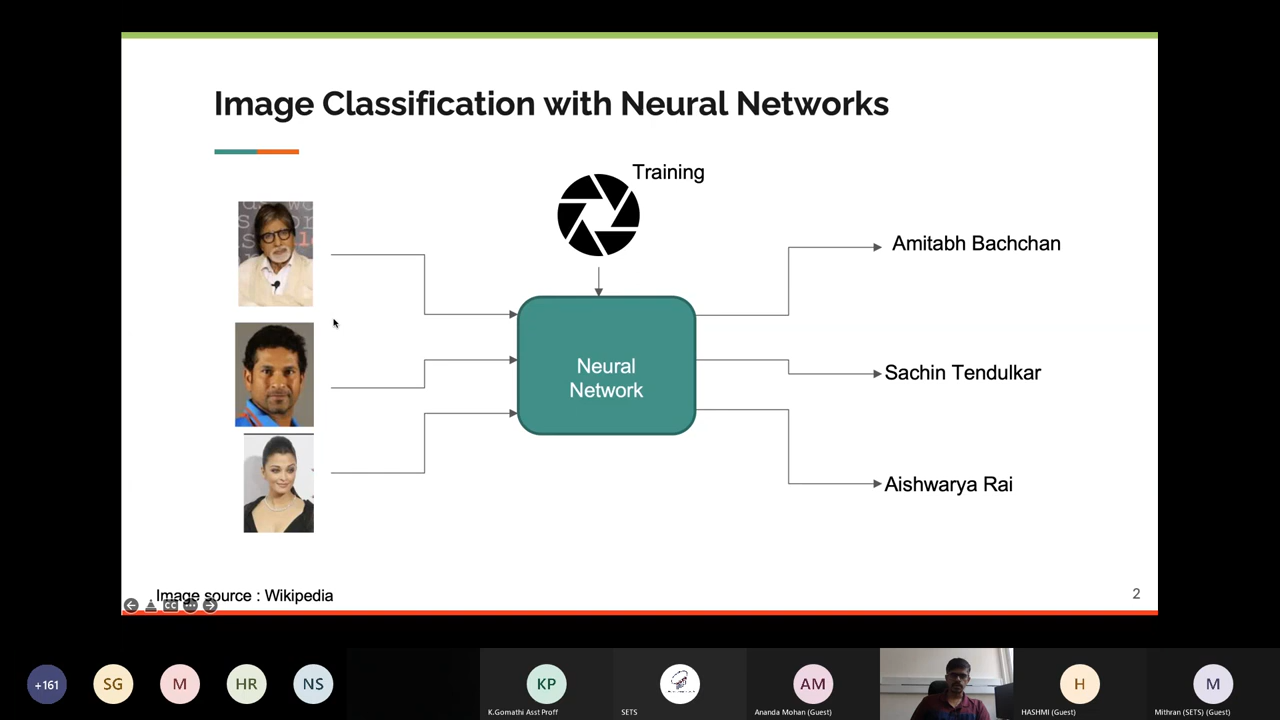 Image Classification with Neural Networks
Training
Amitabh Bachchan
Neural
Network
Sachin Tendulkar
Aishwarya Rai
Image source : Wikipedia
2
CC
+161
SG
M
HR
NS
KP
K.Gomathi Asst Proff
SETS
AM
Ananda Mohan (Guest)
H
HASHMI (Guest)
M
Mithran (SETS) (Guest)